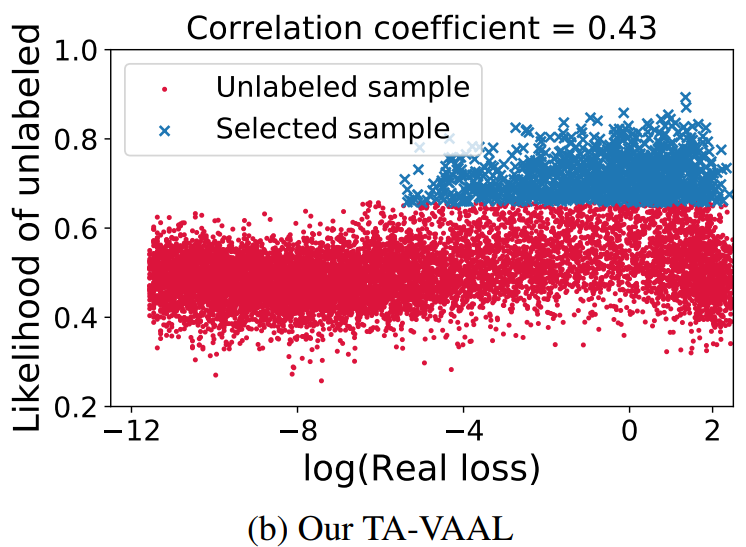 Correlation coefficient = 0.43
Likelihood of unlabeled
1.0
0.8
0.6
0.4
0.2
Unlabeled sample
Selected sample
−12
−8
−4
0
2
log(Real loss)
(b) Our TA-VAAL